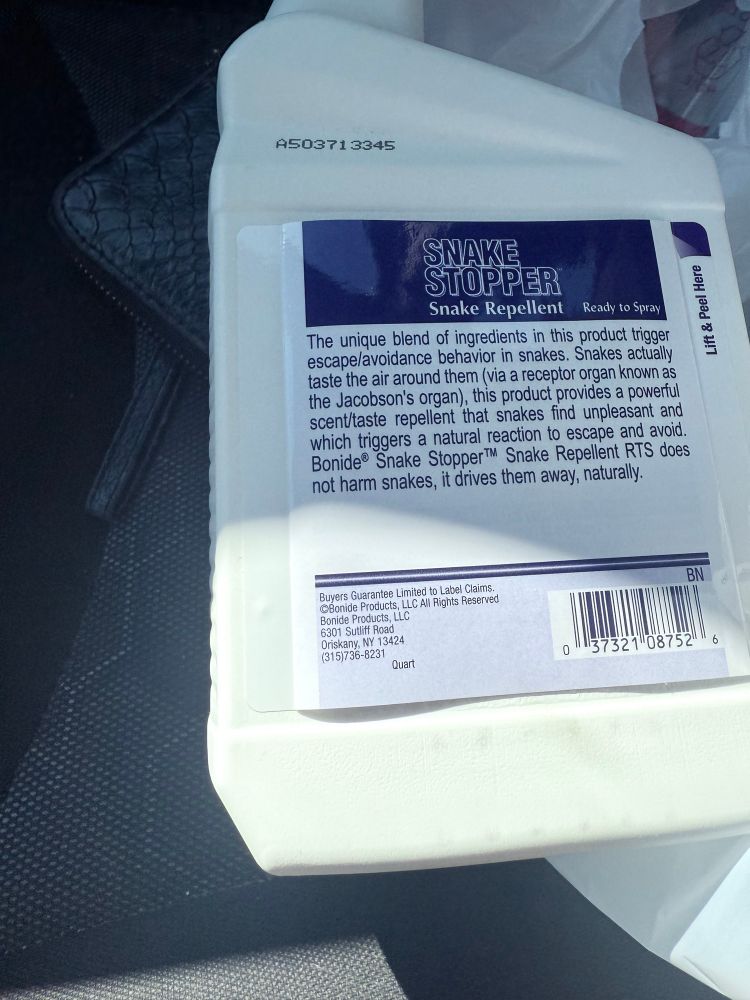 A503713345
SNAKE
STOPPER™
Snake Repellent Ready to Spray
Lift & Peel Here
The unique blend of ingredients in this product trigger
escape/avoidance behavior in snakes. Snakes actually
taste the air around them (via a receptor organ known as
the Jacobson's organ), this product provides a powerful
scent/taste repellent that snakes find unpleasant and
which triggers a natural reaction to escape and avoid.
Bonide® Snake Stopper™ Snake Repellent RTS does
not harm snakes, it drives them away, naturally.
BN
Buyers Guarantee Limited to Label Claims.
©Bonide Products, LLC All Rights Reserved
Bonide Products, LLC
6301 Sutliff Road
Oriskany, NY 13424
(315)736-8231
Quart
0 37321 08752 6